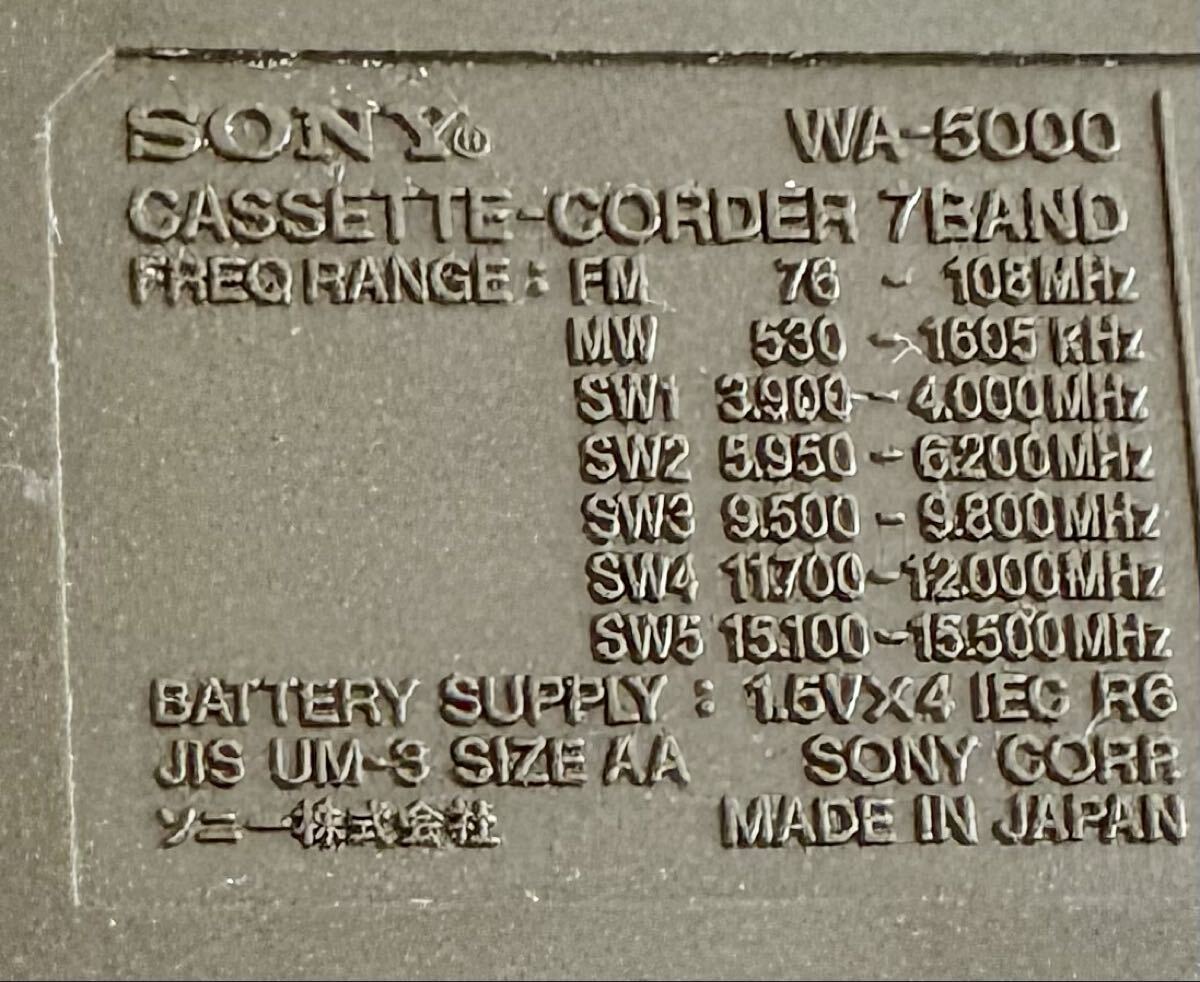 SONY® WA-5000
CASSETTE-CORDER 7BAND
FREQ RANGE : FM 76 - 108MHz
MW 530 - 1605 kHz
SW1 3.900 - 4.000MHz
SW2 5.950 - 6.200MHz
SW3 9.500 - 9.800MHz
SW4 11.700 - 12.000MHz
SW5 15.100 - 15.500MHz
BATTERY SUPPLY : 1.5V×4 IEC R6
JIS UM-3 SIZE AA SONY CORP.
ソニー株式会社 MADE IN JAPAN